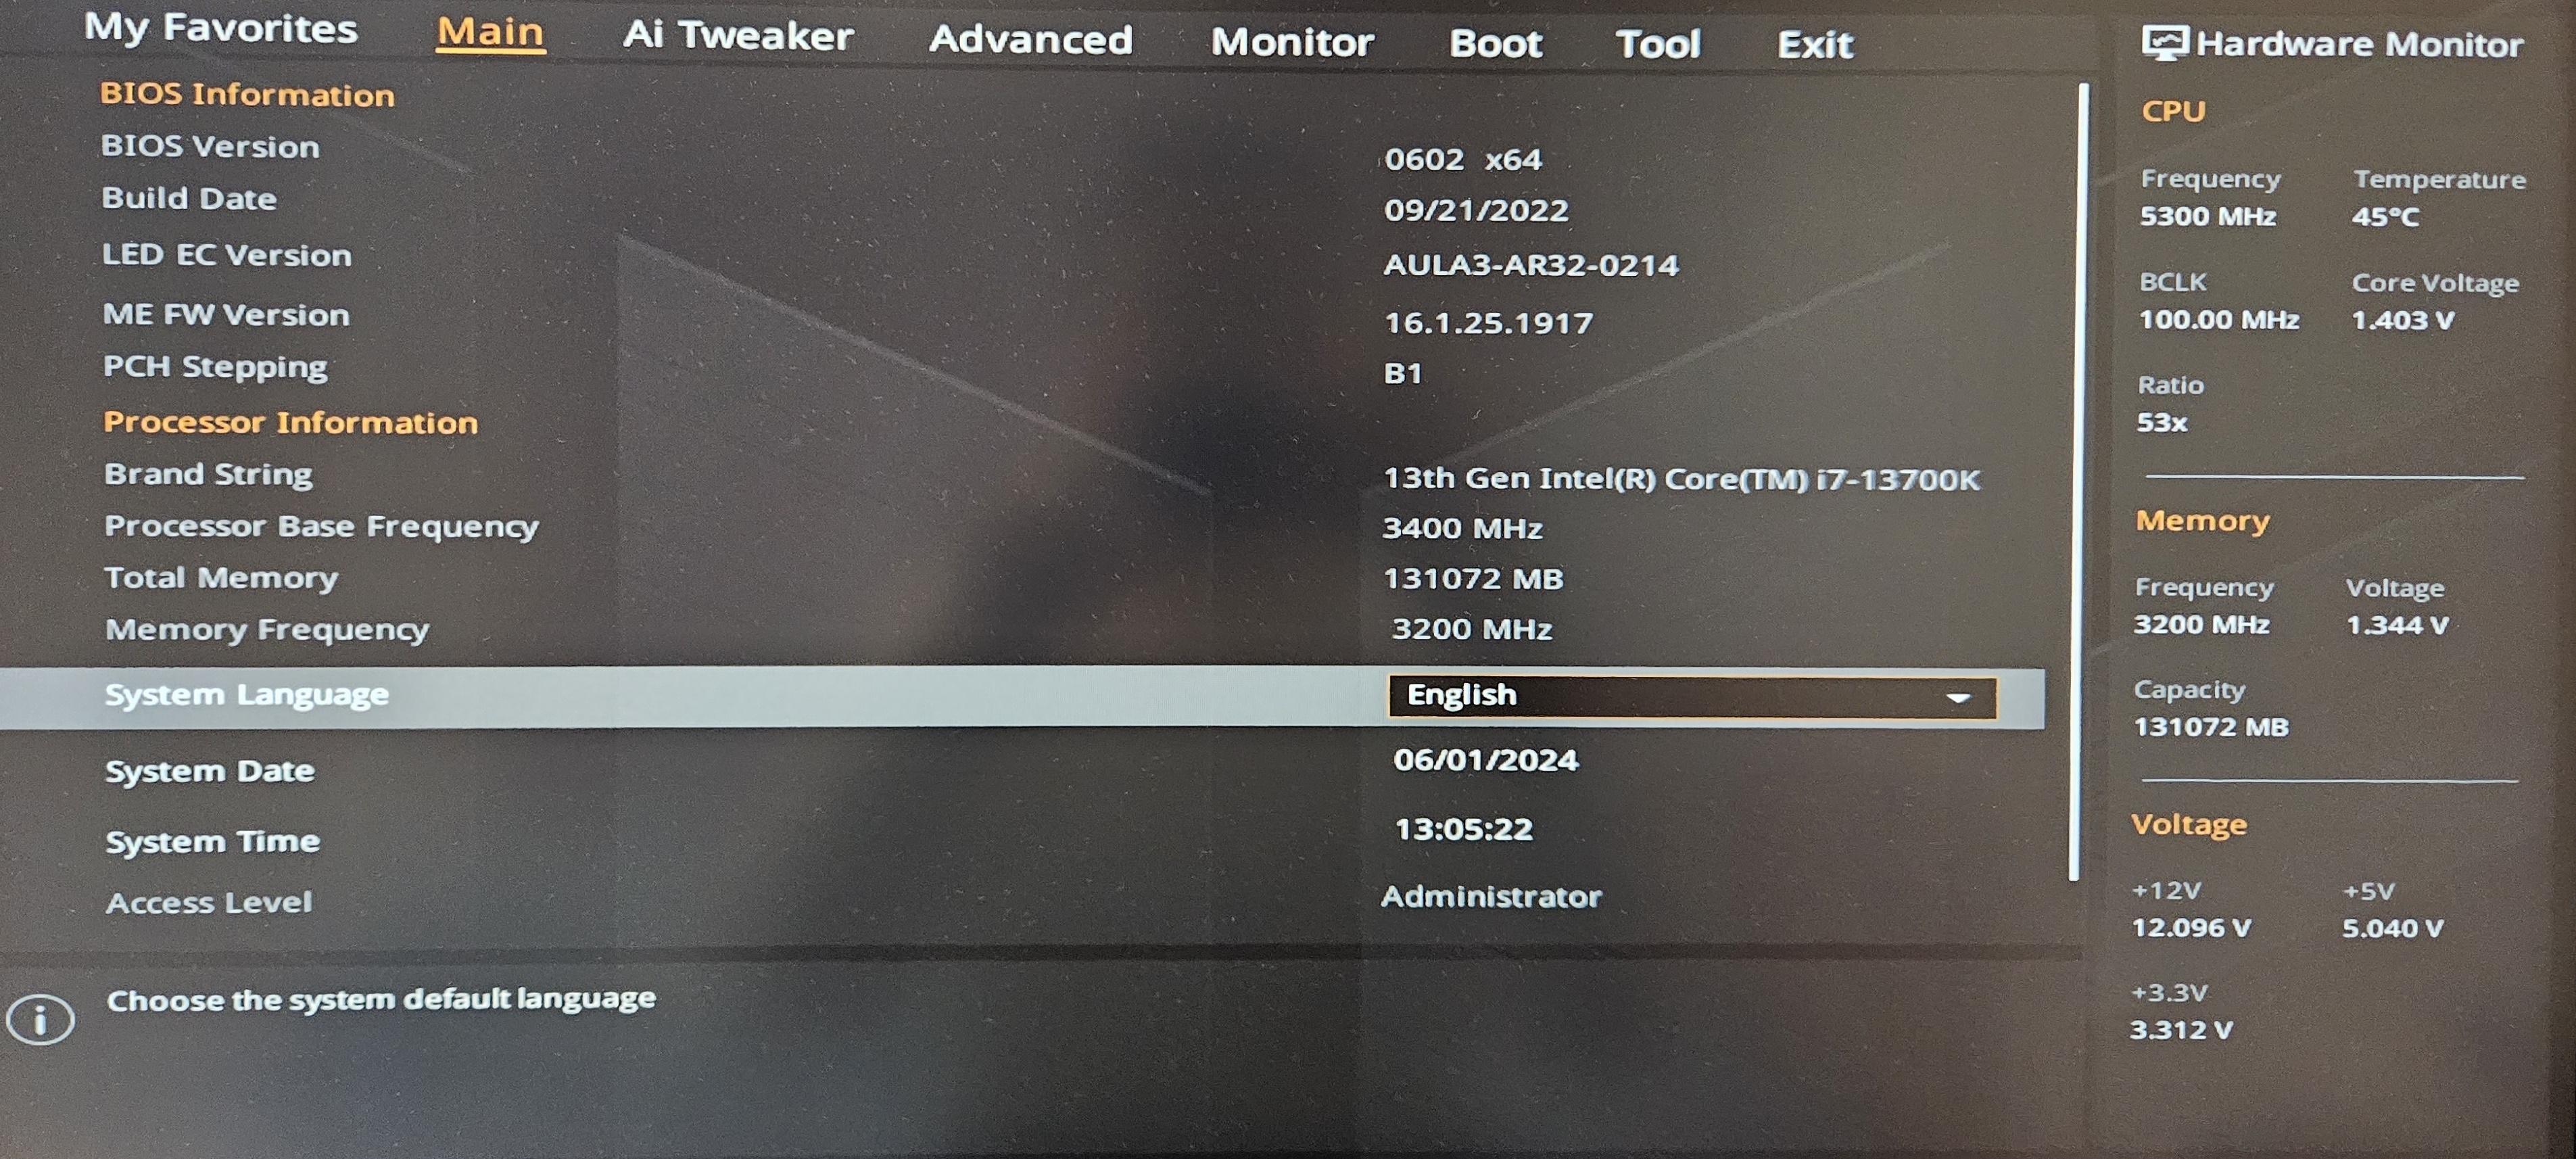 My Favorites Main Ai Tweaker Advanced Monitor Boot Tool Exit
BIOS Information
BIOS Version 0602 x64
Build Date 09/21/2022
LED EC Version AULA3-AR32-0214
ME FW Version 16.1.25.1917
PCH Stepping B1
Processor Information
Brand String 13th Gen Intel(R) Core(TM) i7-13700K
Processor Base Frequency 3400 MHz
Total Memory 131072 MB
Memory Frequency 3200 MHz
System Language English
System Date 06/01/2024
System Time 13:05:22
Access Level Administrator
Choose the system default language
Hardware Monitor
CPU
Frequency Temperature
5300 MHz 45°C
BCLK Core Voltage
100.00 MHz 1.403 V
Ratio
53x
Memory
Frequency Voltage
3200 MHz 1.344 V
Capacity
131072 MB
Voltage
+12V +5V
12.096 V 5.040 V
+3.3V
3.312 V